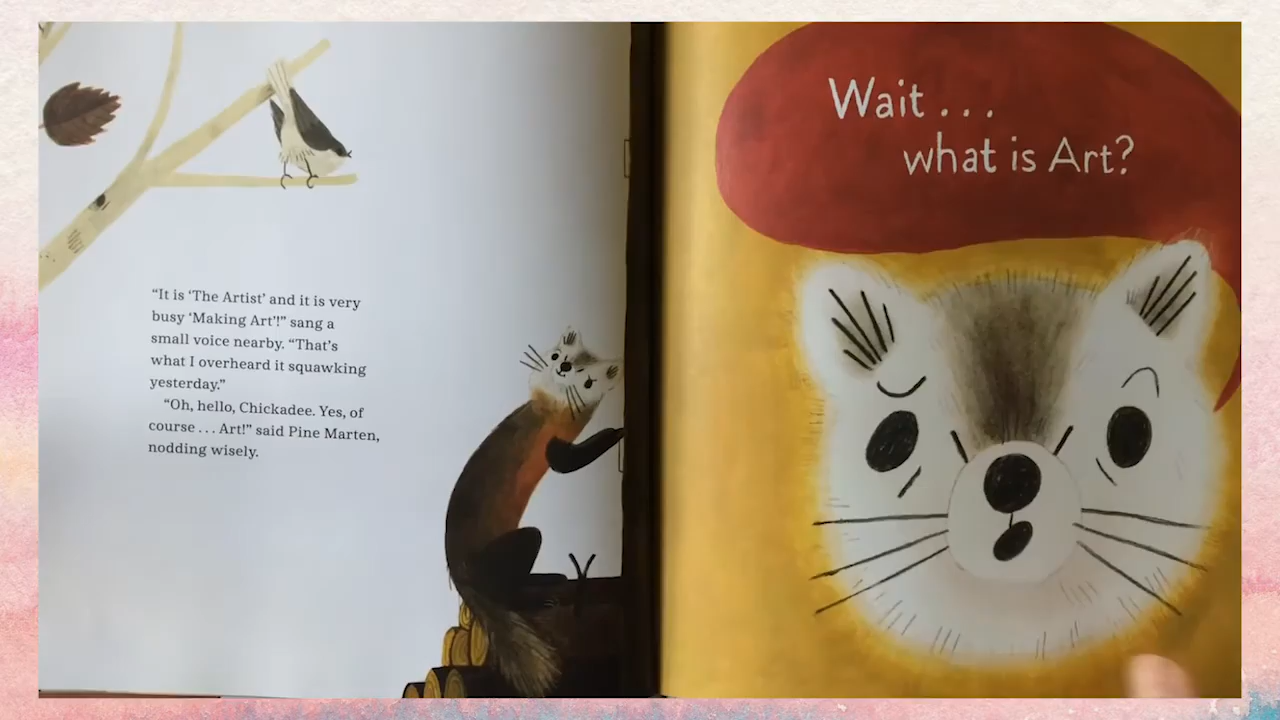 “It is ‘The Artist’ and it is very
busy ‘Making Art’!” sang a
small voice nearby. “That’s
what I overheard it squawking
yesterday.”
“Oh, hello, Chickadee. Yes, of
course . . . Art!” said Pine Marten,
nodding wisely.
Wait . . .
what is Art?